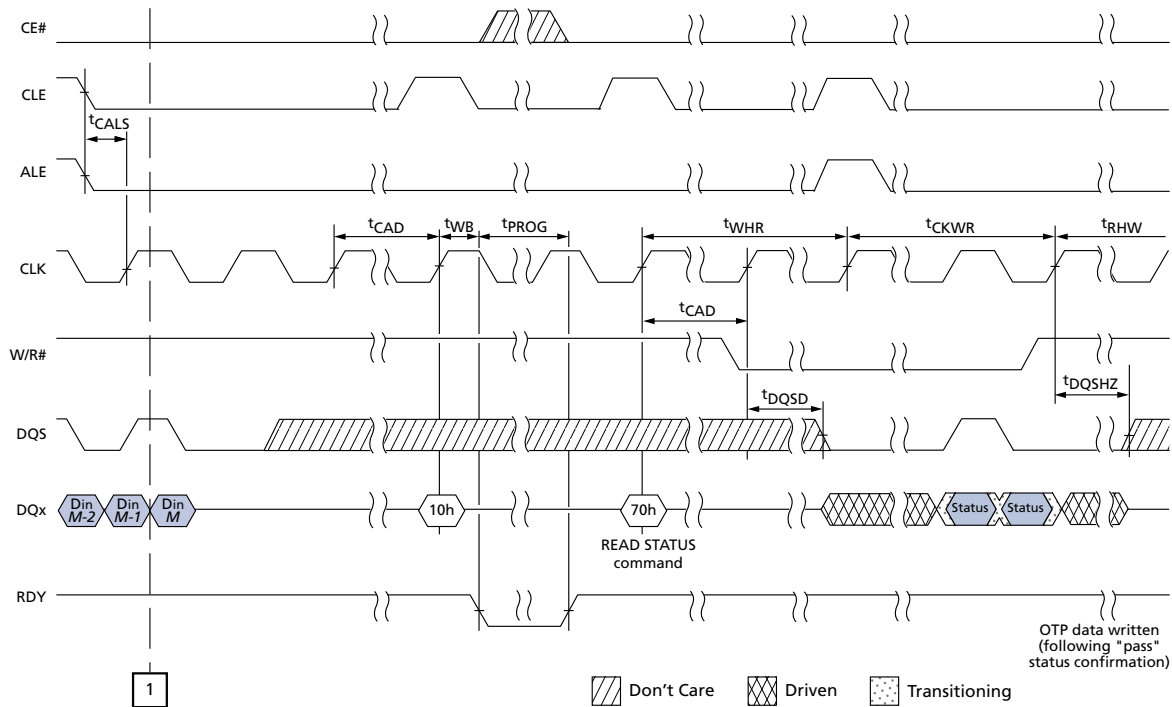 CE#
CLE
tCALS
ALE
tCAD
tWB
tPROG
tWHR
tCKWR
tRHW
CLK
tCAD
W/R#
tDQSD
tDQSHZ
DQS
DQx
Din M-2
Din M-1
Din M
10h
70h
Status
Status
READ STATUS
command
RDY
OTP data written
(following "pass"
status confirmation)
1
Don't Care
Driven
Transitioning